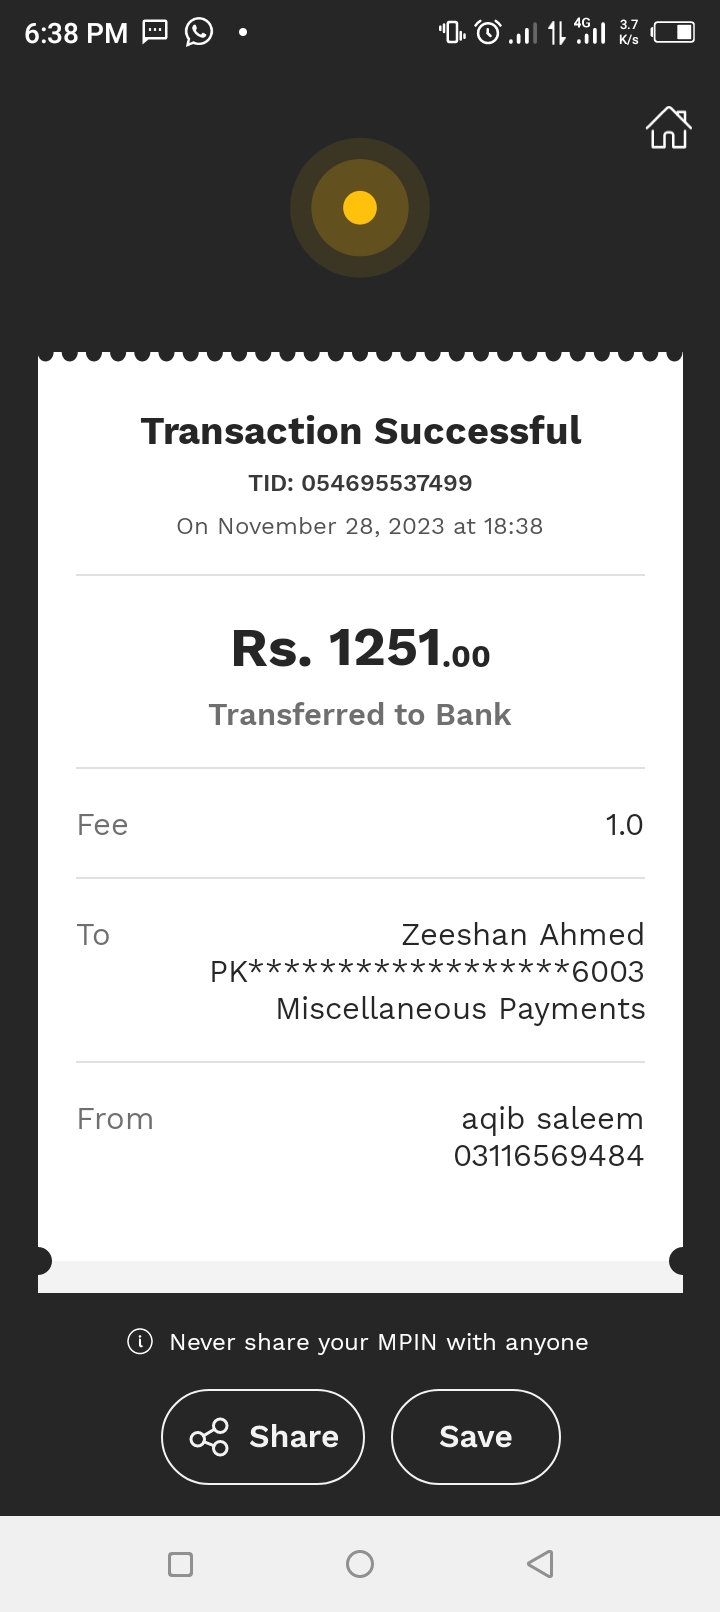 6:38 PM
4G
3.7
K/s
Transaction Successful
TID: 054695537499
On November 28, 2023 at 18:38
Rs. 1251.00
Transferred to Bank
Fee 1.0
To Zeeshan Ahmed
PK******************6003
Miscellaneous Payments
From aqib saleem
03116569484
Never share your MPIN with anyone
Share Save